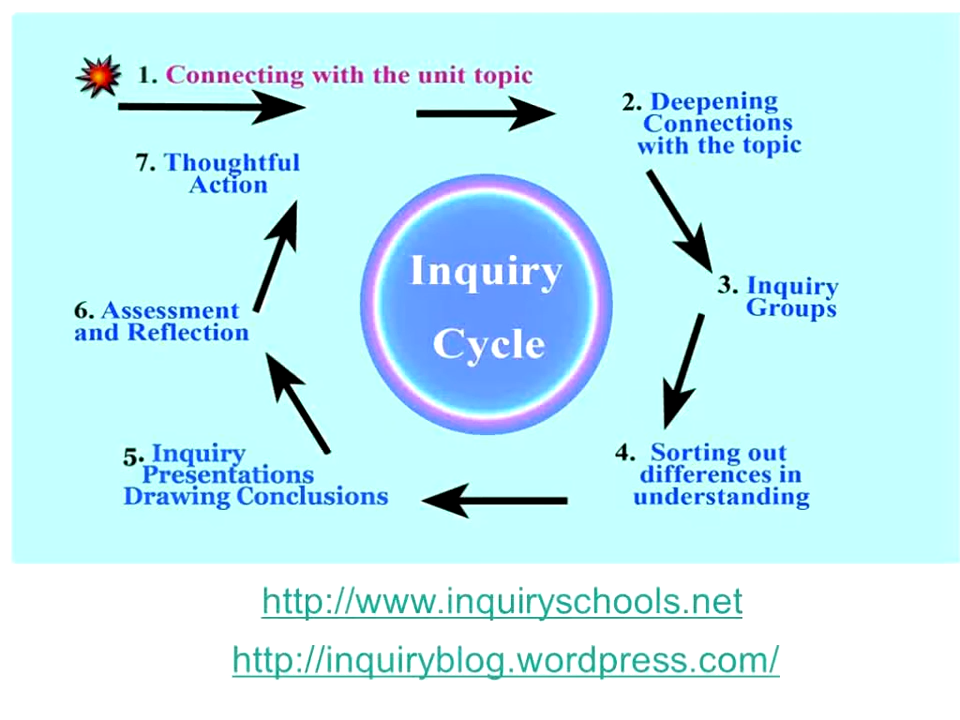 1. Connecting with the unit topic
2. Deepening
Connections
with the topic
3. Inquiry
Groups
4. Sorting out
differences in
understanding
5. Inquiry
Presentations
Drawing Conclusions
6. Assessment
and Reflection
7. Thoughtful
Action
Inquiry
Cycle
http://www.inquiryschools.net
http://inquiryblog.wordpress.com/